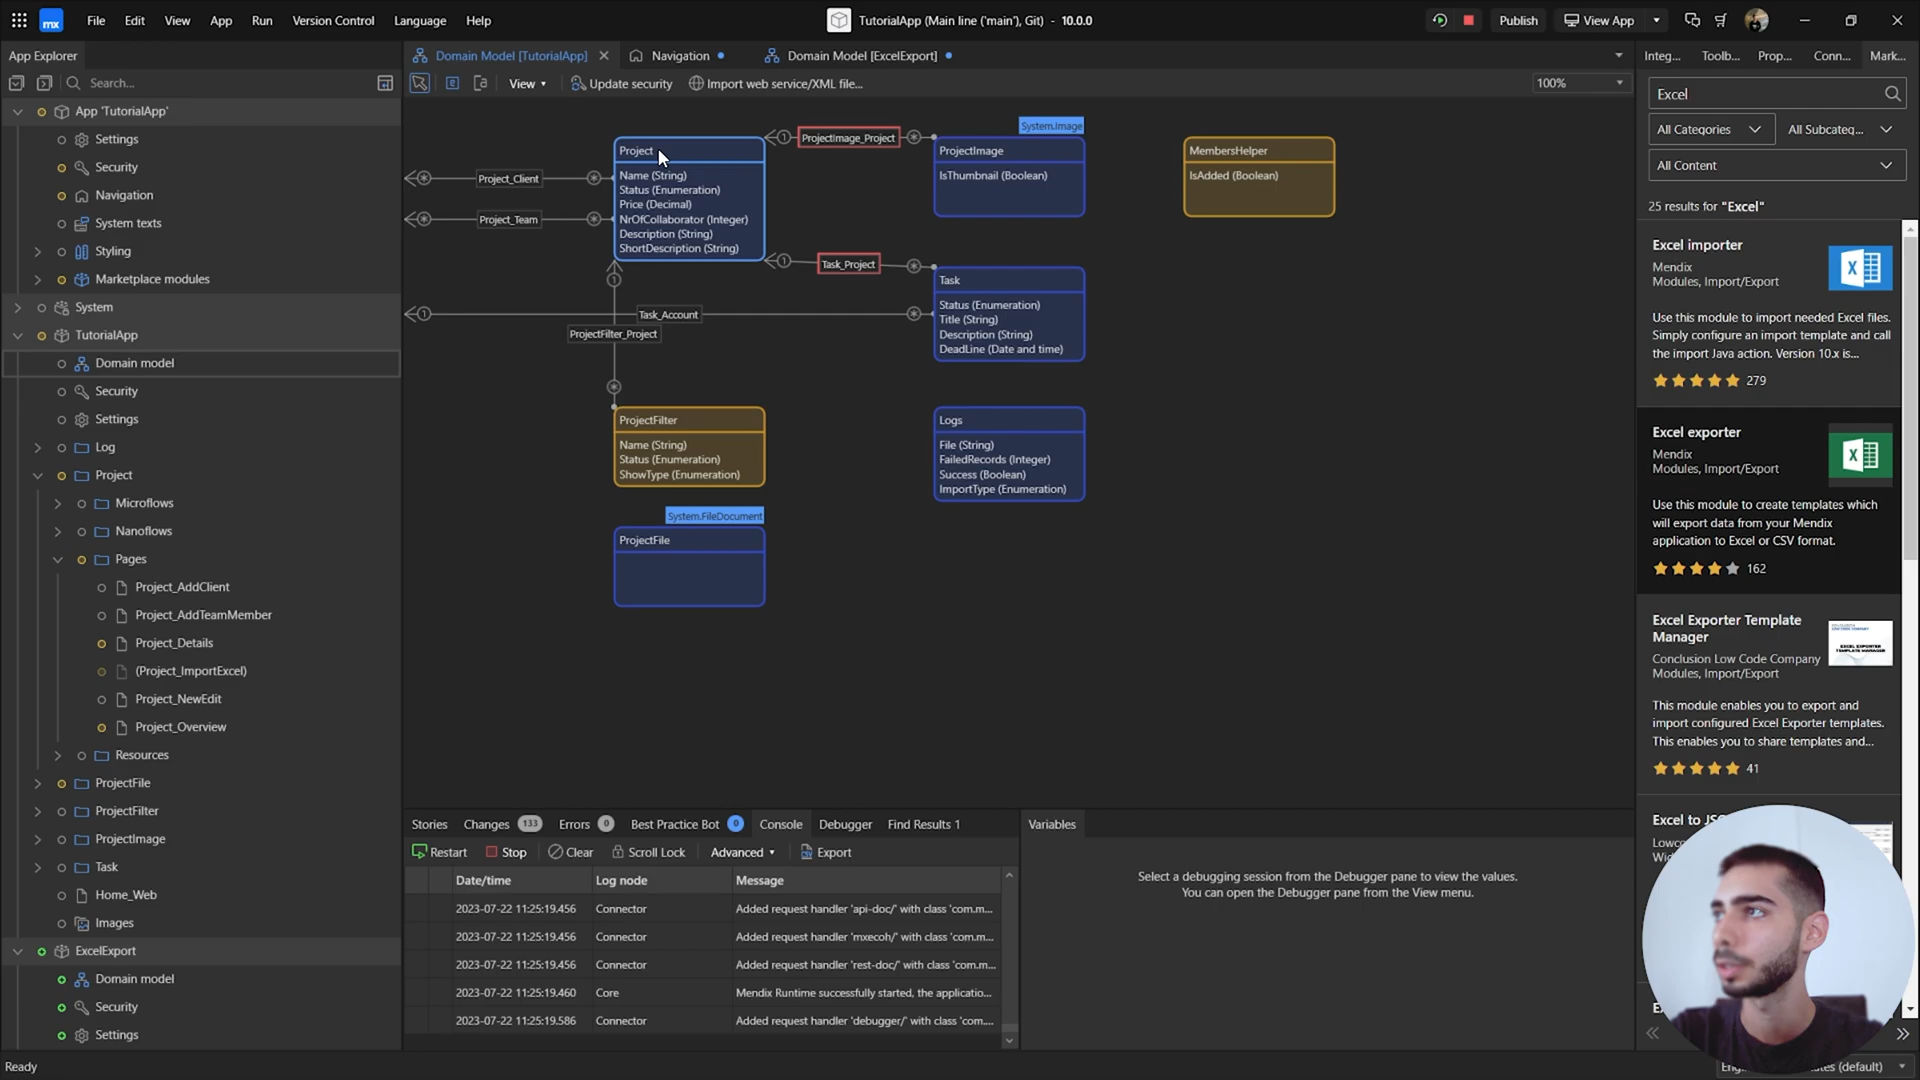 mx File Edit View App Run Version Control Language Help
TutorialApp (Main line ('main'), Git) - 10.0.0
Publish View App
App Explorer
Search...
App 'TutorialApp'
Settings
Security
Navigation
System texts
Styling
Marketplace modules
System
TutorialApp
Domain model
Security
Settings
Log
Project
Microflows
Nanoflows
Pages
Project_AddClient
Project_AddTeamMember
Project_Details
(Project_ImportExcel)
Project_NewEdit
Project_Overview
Resources
ProjectFile
ProjectFilter
ProjectImage
Task
Home_Web
Images
ExcelExport
Domain model
Security
Settings
Ready
Domain Model [TutorialApp] Navigation Domain Model [ExcelExport]
View Update security Import web service/XML file... 100%
Project_Client
Project_Team
Project
Name (String)
Status (Enumeration)
Price (Decimal)
NrOfCollaborator (Integer)
Description (String)
ShortDescription (String)
1 ProjectImage_Project
System.Image
ProjectImage
IsThumbnail (Boolean)
MembersHelper
IsAdded (Boolean)
1 Task_Project
Task
Status (Enumeration)
Title (String)
Description (String)
DeadLine (Date and time)
1
1 Task_Account
ProjectFilter_Project
ProjectFilter
Name (String)
Status (Enumeration)
ShowType (Enumeration)
Logs
File (String)
FailedRecords (Integer)
Success (Boolean)
ImportType (Enumeration)
System.FileDocument
ProjectFile
Stories Changes 133 Errors 0 Best Practice Bot 0 Console Debugger Find Results 1
Restart Stop Clear Scroll Lock Advanced Export
Date/time Log node Message
2023-07-22 11:25:19.456 Connector Added request handler 'api-doc/' with class 'com.m...
2023-07-22 11:25:19.456 Connector Added request handler 'mxecoh/' with class 'com.m...
2023-07-22 11:25:19.456 Connector Added request handler 'rest-doc/' with class 'com.m...
2023-07-22 11:25:19.460 Core Mendix Runtime successfully started, the applicatio...
2023-07-22 11:25:19.586 Connector Added request handler 'debugger/' with class 'com....
Variables
Select a debugging session from the Debugger pane to view the values.
You can open the Debugger pane from the View menu.
Integ... Toolb... Prop... Conn... Mark...
Excel
All Categories All Subcateg...
All Content
25 results for "Excel"
Excel importer
Mendix
Modules, Import/Export
Use this module to import needed Excel files.
Simply configure an import template and call
the import Java action. Version 10.x is...
279
Excel exporter
Mendix
Modules, Import/Export
Use this module to create templates which
will export data from your Mendix
application to Excel or CSV format.
162
Excel Exporter Template
Manager
Conclusion Low Code Company
Modules, Import/Export
EXCEL EXPORTER
TEMPLATE MANAGER
This module enables you to export and
import configured Excel Exporter templates.
This enables you to share templates and...
41
Excel to
(default)